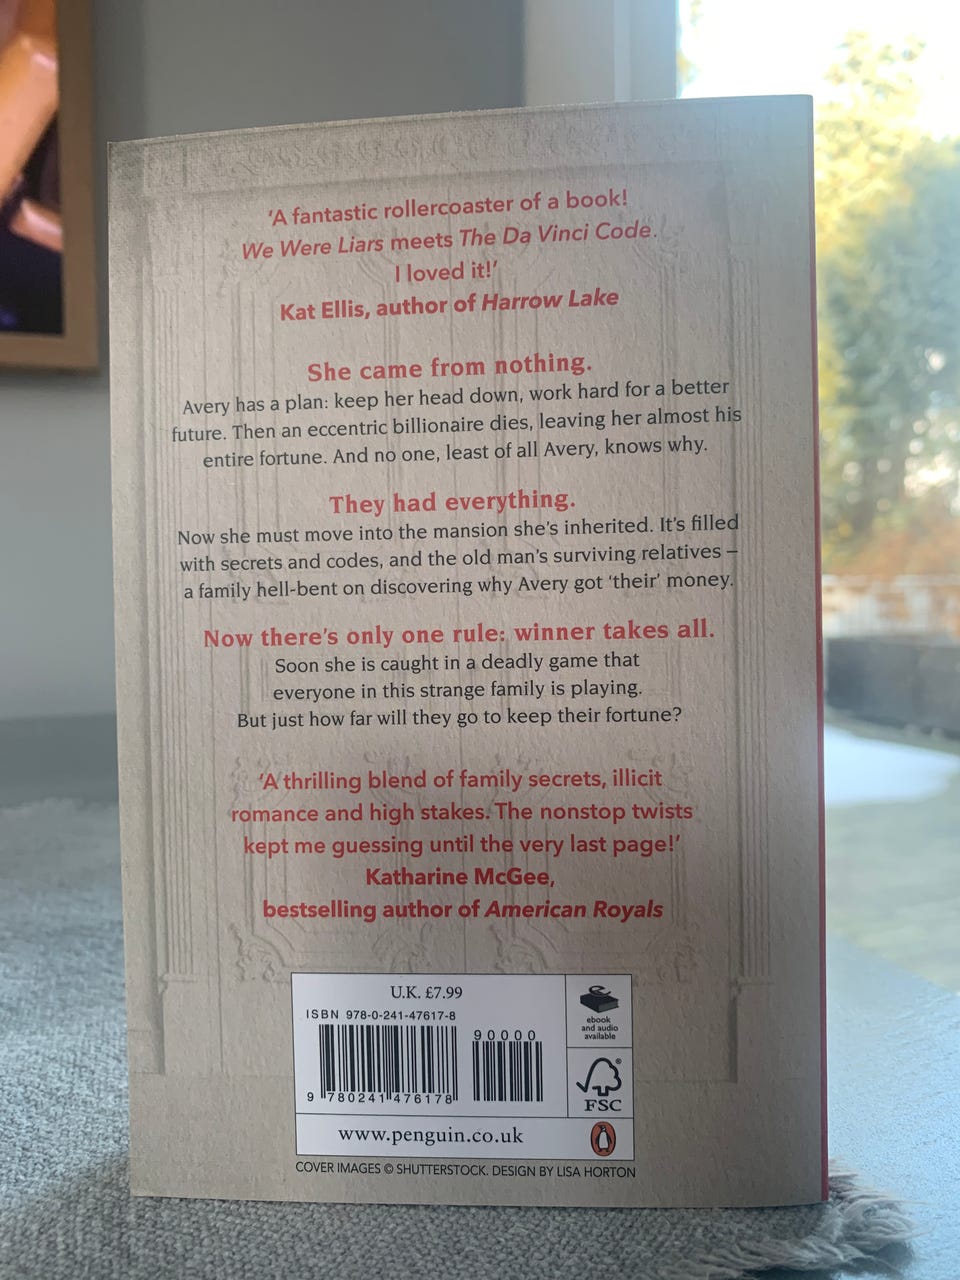 ‘A fantastic rollercoaster of a book!
We Were Liars meets The Da Vinci Code.
I loved it!’
Kat Ellis, author of Harrow Lake
She came from nothing.
Avery has a plan: keep her head down, work hard for a better
future. Then an eccentric billionaire dies, leaving her almost his
entire fortune. And no one, least of all Avery, knows why.
They had everything.
Now she must move into the mansion she’s inherited. It’s filled
with secrets and codes, and the old man’s surviving relatives –
a family hell-bent on discovering why Avery got ‘their’ money.
Now there’s only one rule: winner takes all.
Soon she is caught in a deadly game that
everyone in this strange family is playing.
But just how far will they go to keep their fortune?
‘A thrilling blend of family secrets, illicit
romance and high stakes. The nonstop twists
kept me guessing until the very last page!’
Katharine McGee,
bestselling author of American Royals
U.K. £7.99
ISBN 978-0-241-47617-8
90000
9 780241 476178
ebook
and audio
available
FSC
www.penguin.co.uk
COVER IMAGES © SHUTTERSTOCK. DESIGN BY LISA HORTON